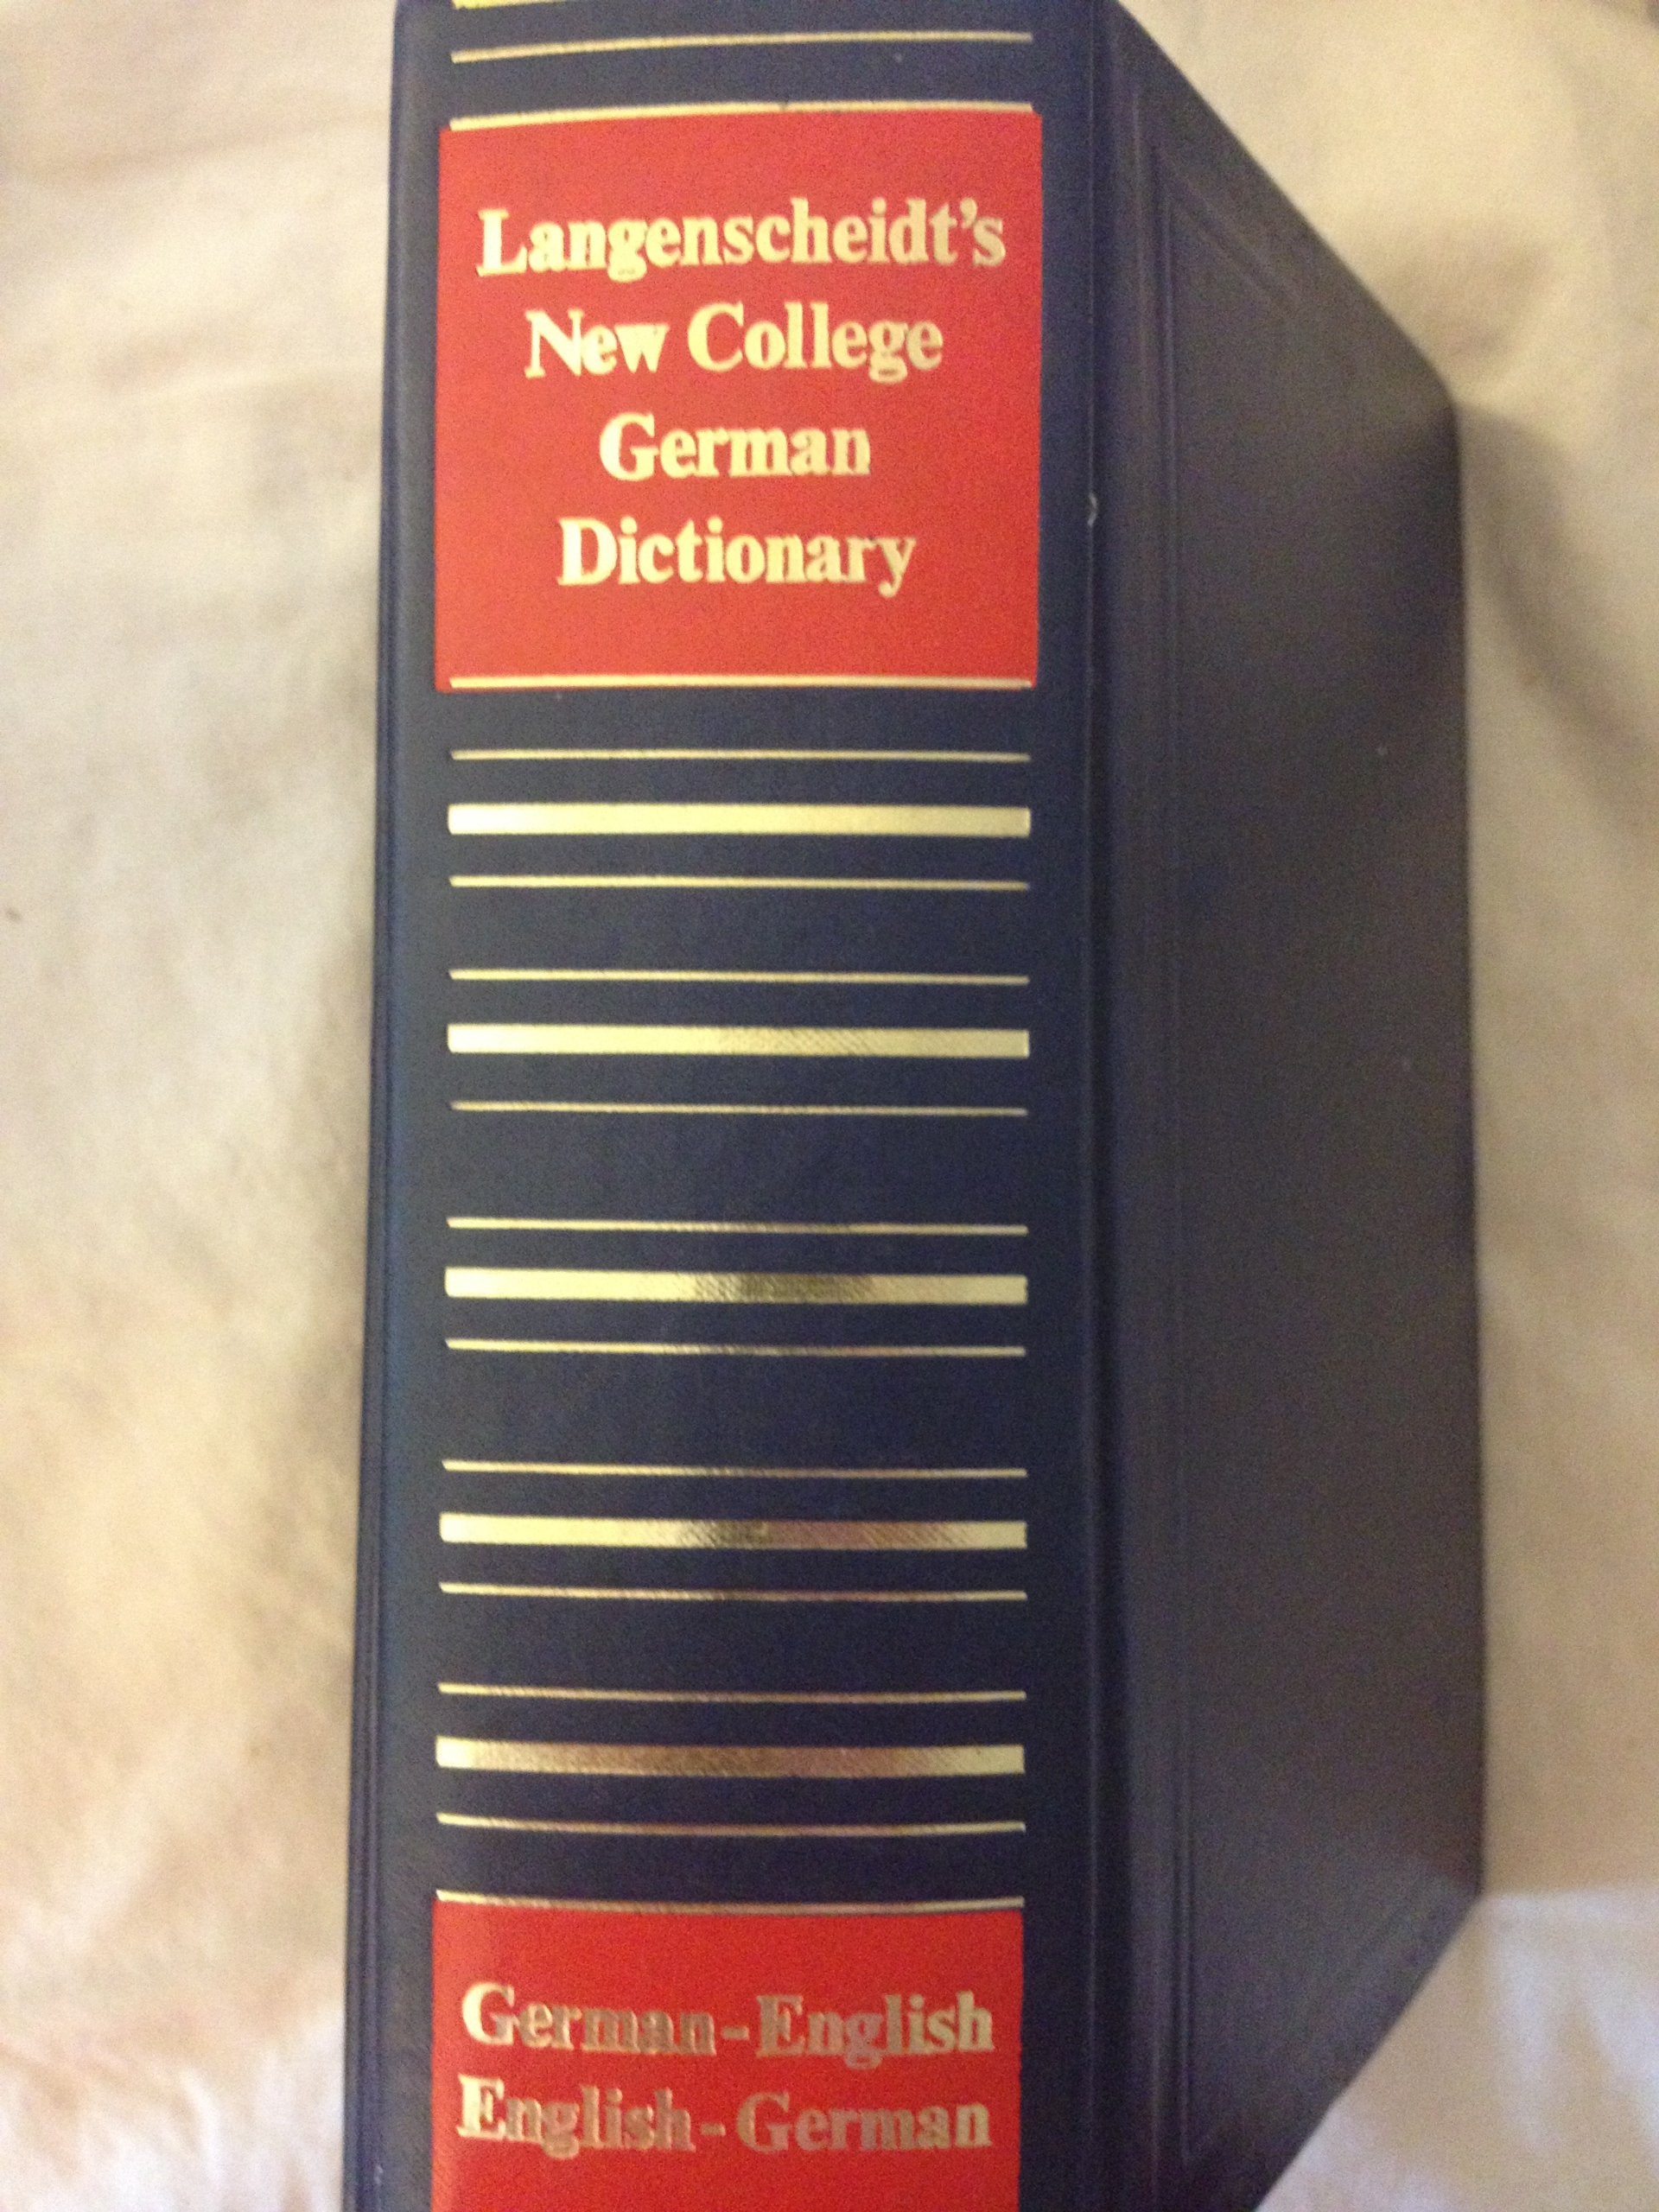 Langenscheidt's
New College
German
Dictionary
German-English
English-German